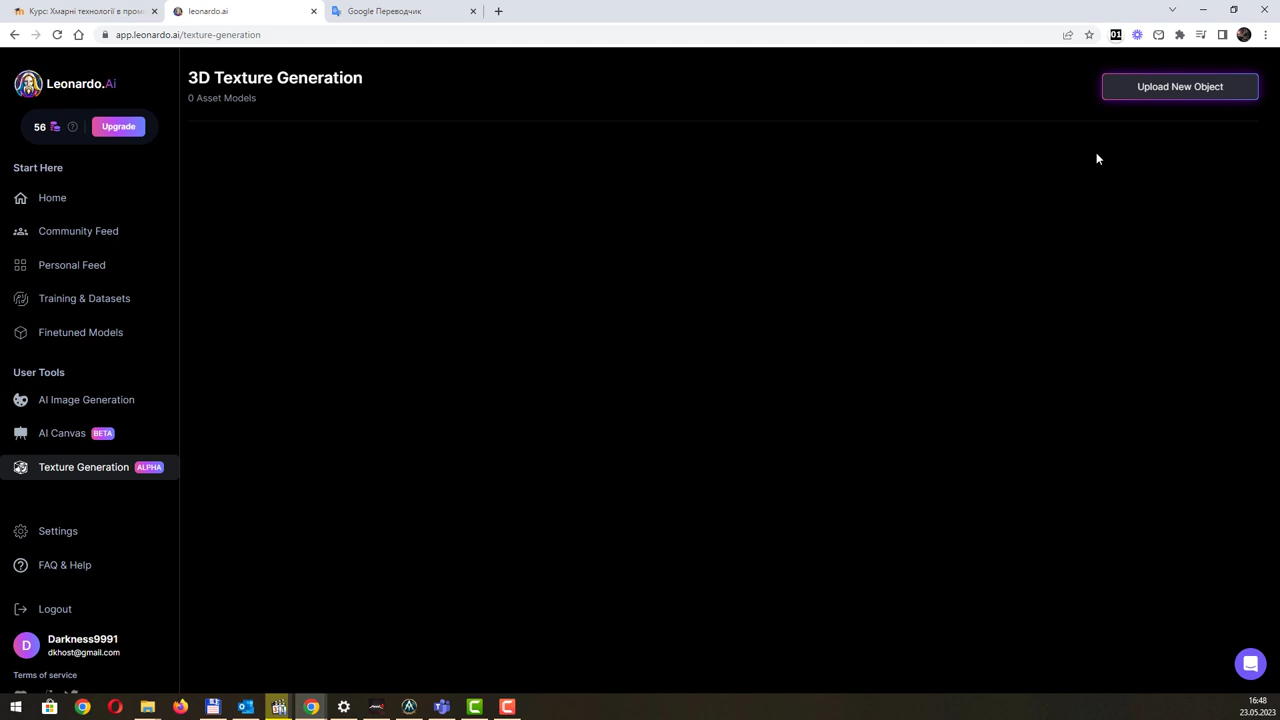 Курс: Хмарні технології в пром
leonardo.ai
Google Переводчик
app.leonardo.ai/texture-generation
01
Leonardo.Ai
3D Texture Generation
0 Asset Models
Upload New Object
56
Upgrade
Start Here
Home
Community Feed
Personal Feed
Training & Datasets
Finetuned Models
User Tools
AI Image Generation
AI Canvas BETA
Texture Generation ALPHA
Settings
FAQ & Help
Logout
D
Darkness9991
dkhost@gmail.com
Terms of service
16:48
23.05.2023